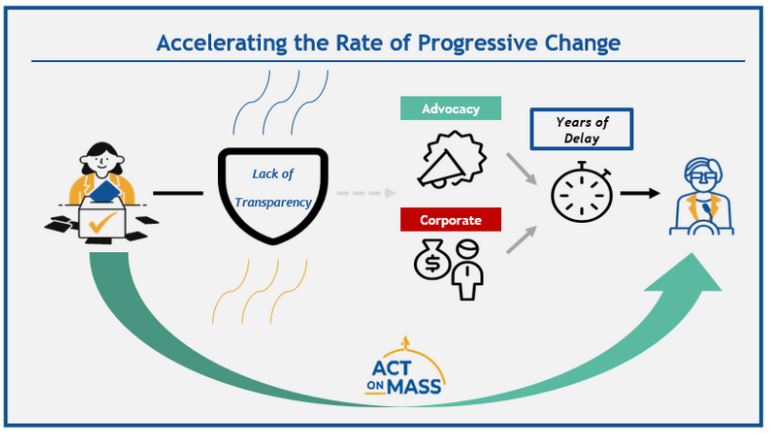 Accelerating the Rate of Progressive Change
Advocacy
Years of
Delay
Lack of
Transparency
Corporate
$
ACT
ON MASS